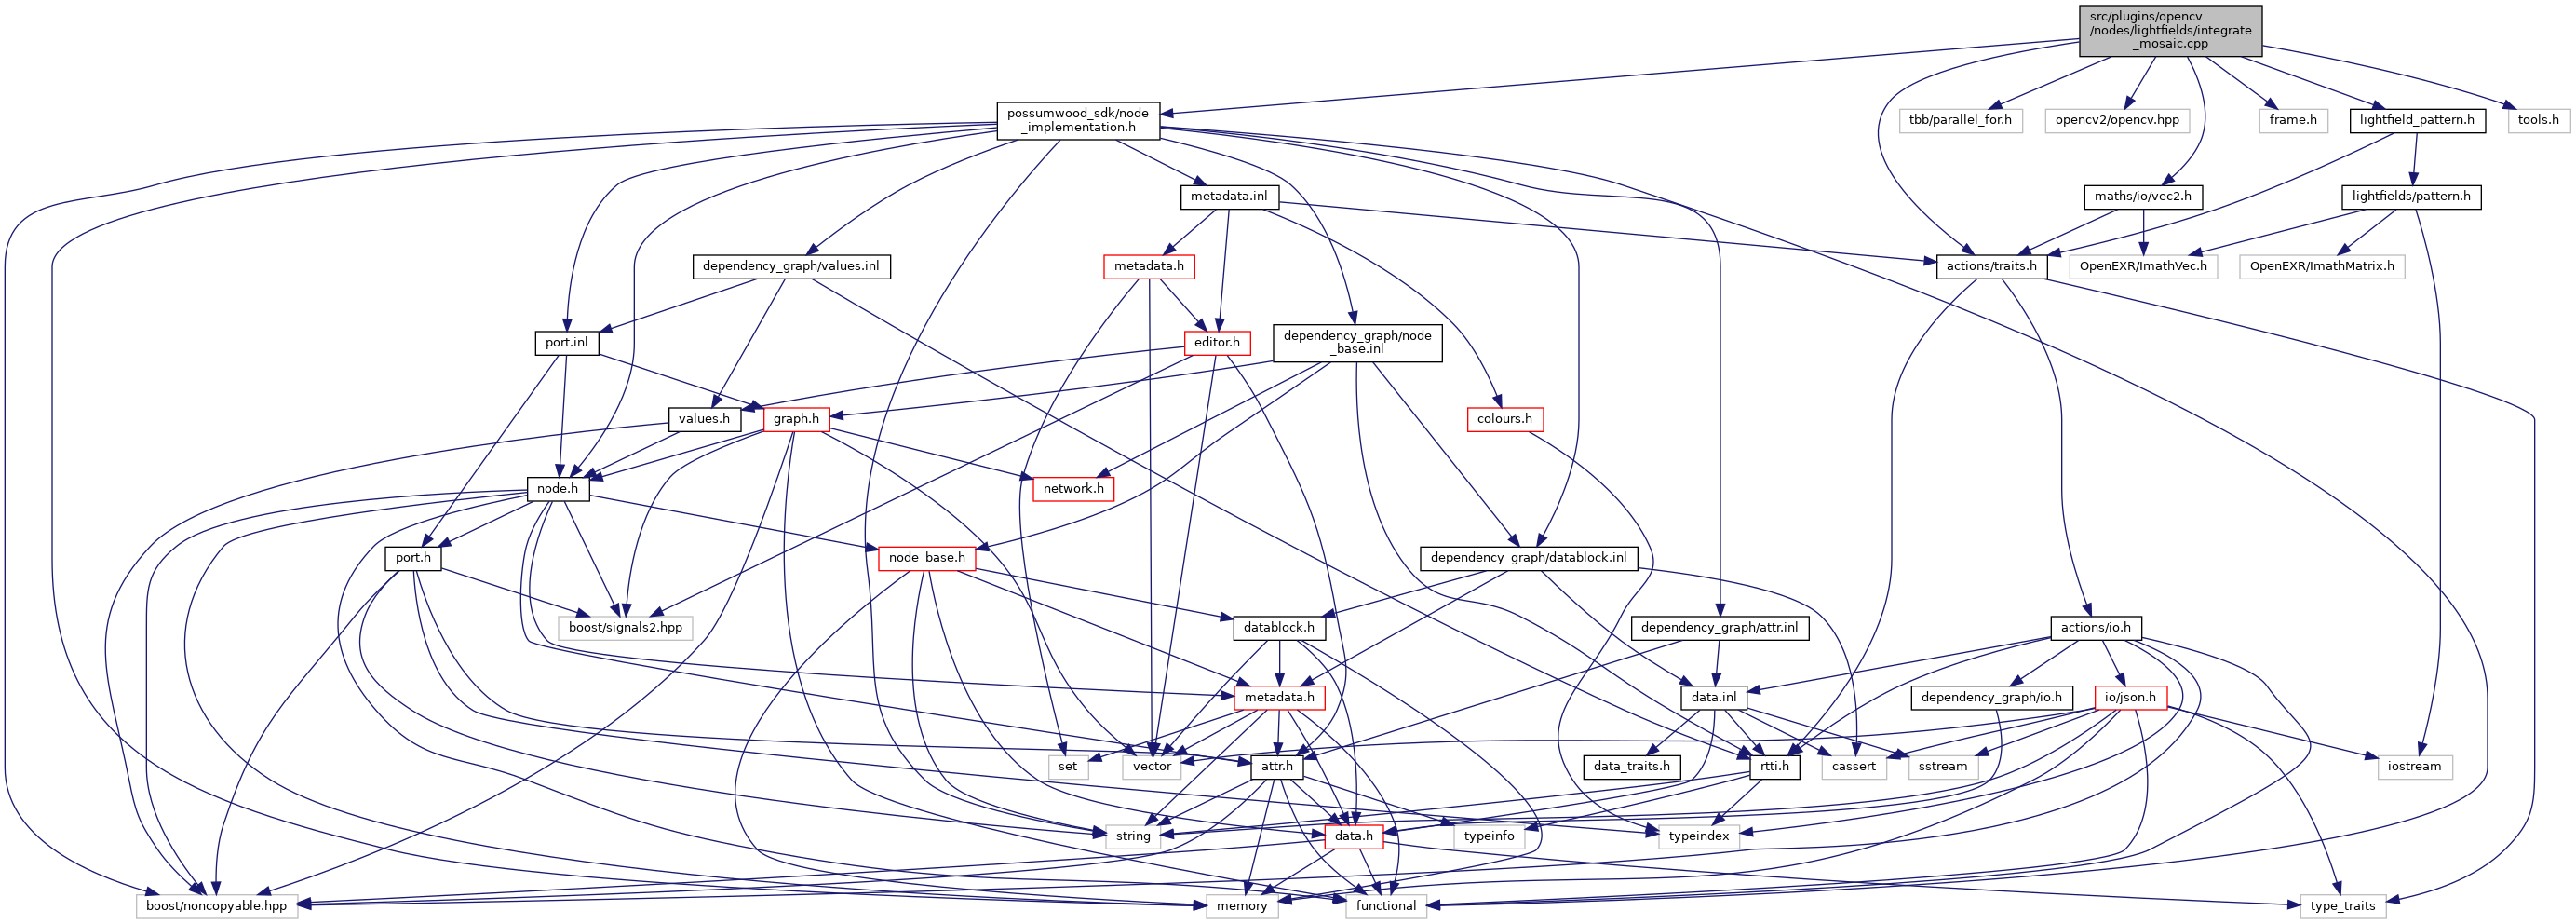 src/plugins/opencv
/nodes/lightfields/integrate
_mosaic.cpp
possumwood_sdk/node
_implementation.h
tbb/parallel_for.h
opencv2/opencv.hpp
frame.h
lightfield_pattern.h
tools.h
metadata.inl
maths/io/vec2.h
lightfields/pattern.h
dependency_graph/values.inl
metadata.h
actions/traits.h
OpenEXR/ImathVec.h
OpenEXR/ImathMatrix.h
port.inl
editor.h
dependency_graph/node
_base.inl
values.h
graph.h
colours.h
node.h
network.h
port.h
node_base.h
dependency_graph/datablock.inl
boost/signals2.hpp
datablock.h
dependency_graph/attr.inl
actions/io.h
metadata.h
data.inl
dependency_graph/io.h
io/json.h
set
vector
attr.h
data_traits.h
rtti.h
cassert
sstream
iostream
string
data.h
typeinfo
typeindex
boost/noncopyable.hpp
memory
functional
type_traits